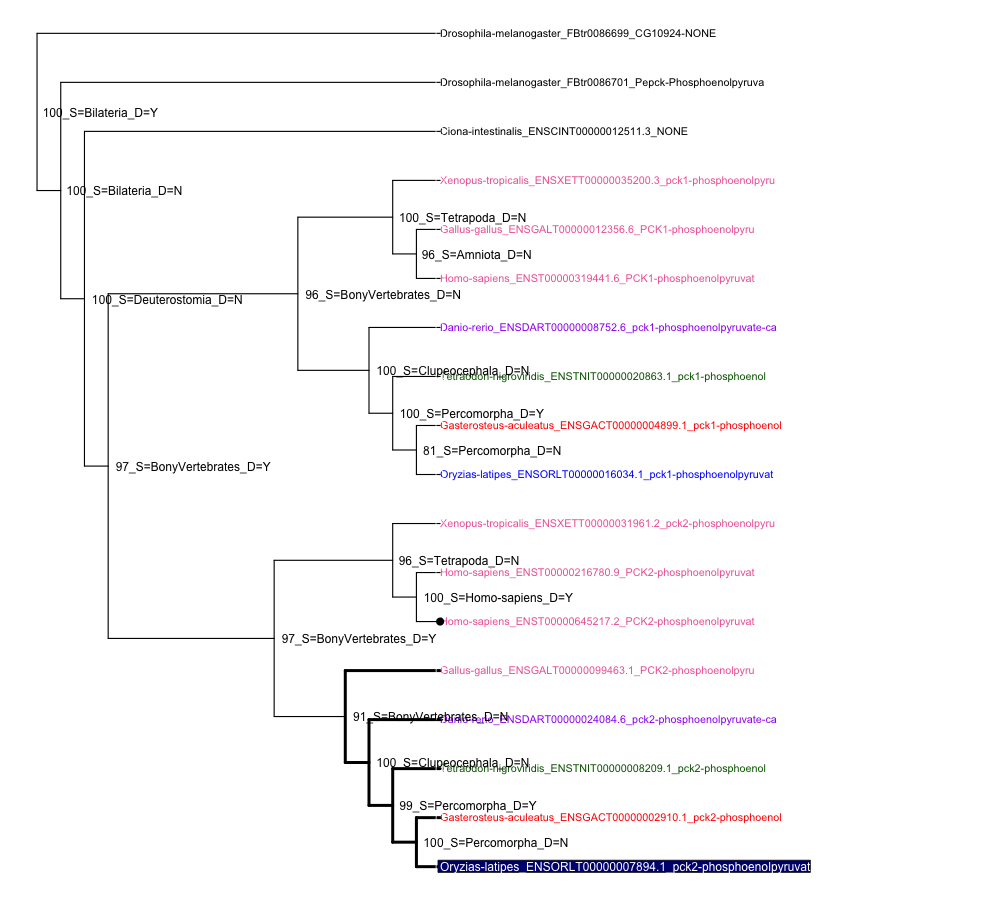 Drosophila-melanogaster_FBtr0086699_CG10924-NONE
Drosophila-melanogaster_FBtr0086701_Pepck-Phosphoenolpyruva
100_S=Bilateria_D=Y
Ciona-intestinalis_ENSCINT00000012511.3_NONE
Xenopus-tropicalis_ENSXETT00000035200.3_pck1-phosphoenolpyru
100_S=Bilateria_D=N
100_S=Tetrapoda_D=N
Gallus-gallus_ENSGALT00000012356.6_PCK1-phosphoenolpyru
96_S=Amniota_D=N
Homo-sapiens_ENST00000319441.6_PCK1-phosphoenolpyruvat
96_S=BonyVertebrates_D=N
100_S=Deuterostomia_D=N
Danio-rerio_ENSDART00000008752.6_pck1-phosphoenolpyruvate-ca
100_S=Clupeocephala_D=N
Tetraodon-nigroviridis_ENSTNIT00000020863.1_pck1-phosphoenol
100_S=Percomorpha_D=Y
Gasterosteus-aculeatus_ENSGACT00000004899.1_pck1-phosphoenol
81_S=Percomorpha_D=N
97_S=BonyVertebrates_D=Y
Oryzias-latipes_ENSORLT00000016034.1_pck1-phosphoenolpyruvat
Xenopus-tropicalis_ENSXETT00000031961.2_pck2-phosphoenolpyru
96_S=Tetrapoda_D=N
Homo-sapiens_ENST00000216780.9_PCK2-phosphoenolpyruvat
100_S=Homo-sapiens_D=Y
Homo-sapiens_ENST00000645217.2_PCK2-phosphoenolpyruvat
97_S=BonyVertebrates_D=Y
Gallus-gallus_ENSGALT00000099463.1_PCK2-phosphoenolpyru
91_S=BonyVertebrates_D=N
Danio-rerio_ENSDART00000024084.6_pck2-phosphoenolpyruvate-ca
100_S=Clupeocephala_D=N
Tetraodon-nigroviridis_ENSTNIT00000008209.1_pck2-phosphoenol
99_S=Percomorpha_D=Y
Gasterosteus-aculeatus_ENSGACT00000002910.1_pck2-phosphoenol
100_S=Percomorpha_D=N
Oryzias-latipes_ENSORLT00000007894.1_pck2-phosphoenolpyruvat